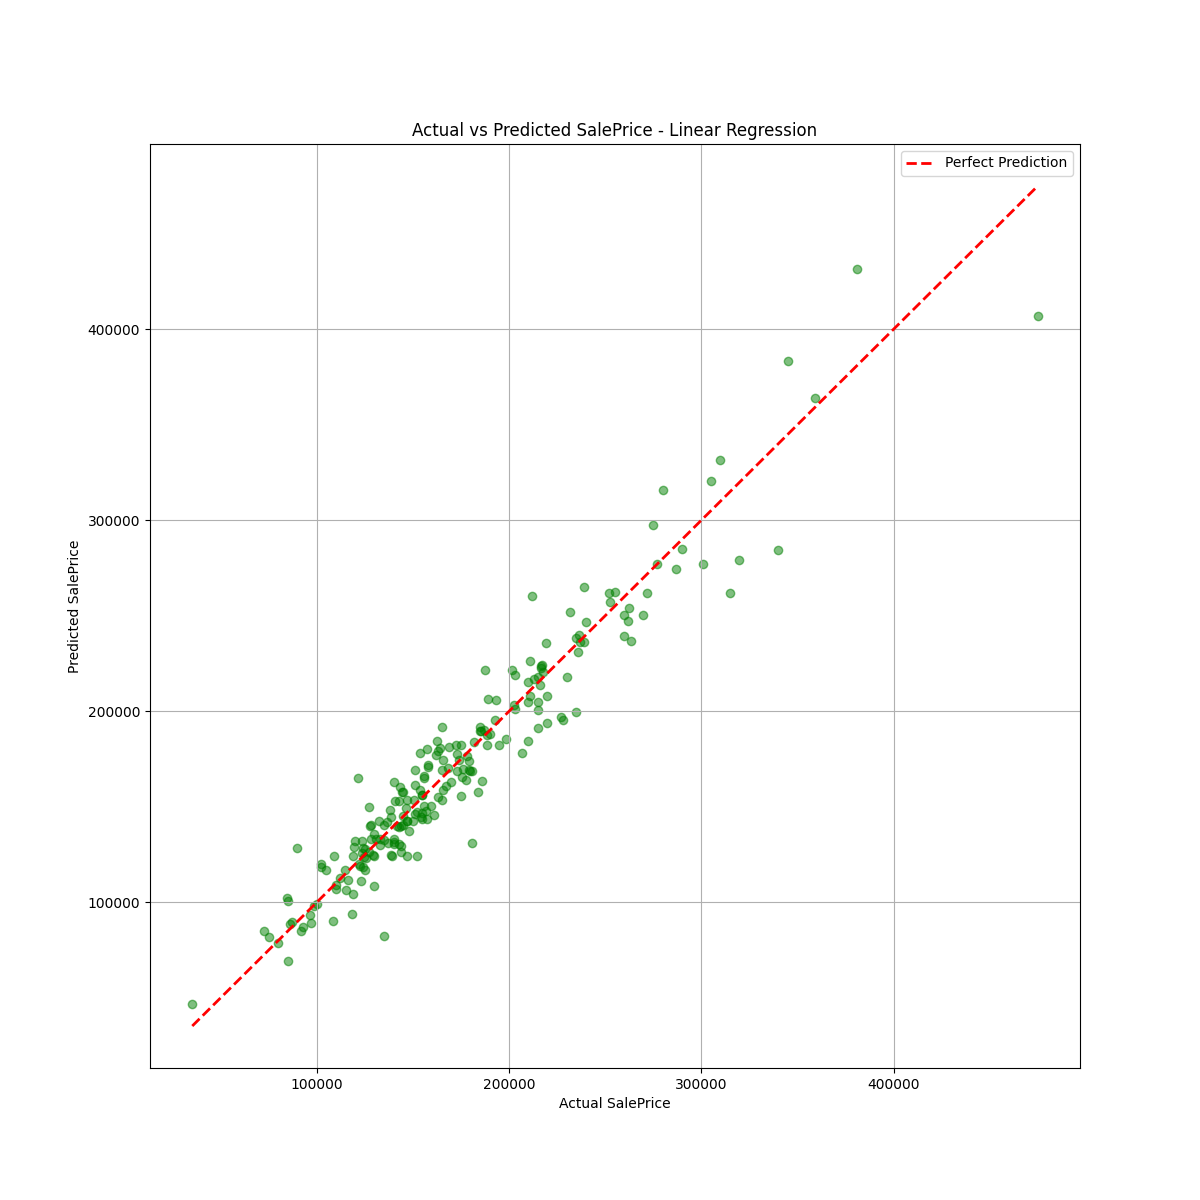 Actual vs Predicted SalePrice - Linear Regression
Perfect Prediction
400000
300000
200000
100000
Predicted SalePrice
100000 200000 300000 400000
Actual SalePrice